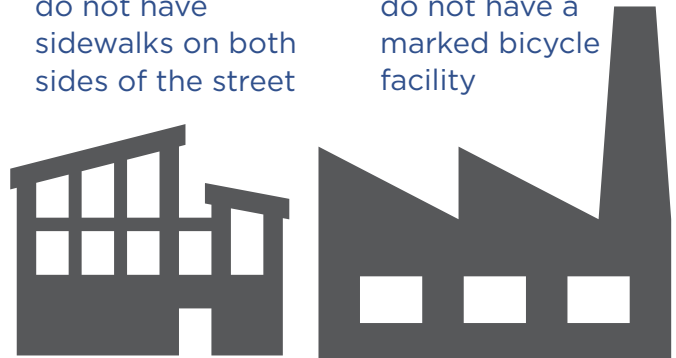 do not have
sidewalks on both
sides of the street
do not have a
marked bicycle
facility